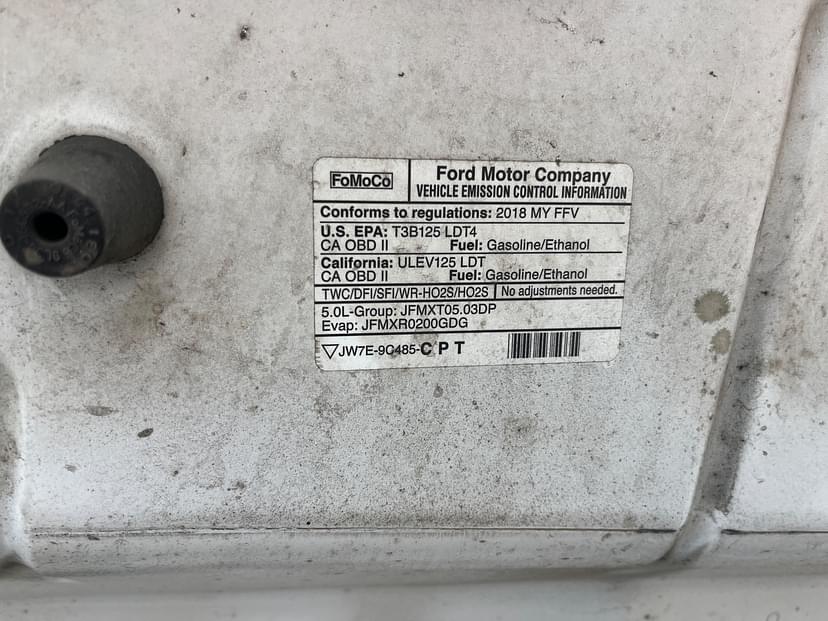 FoMoCo
Ford Motor Company
VEHICLE EMISSION CONTROL INFORMATION
Conforms to regulations: 2018 MY FFV
U.S. EPA: T3B125 LDT4
CA OBD II Fuel: Gasoline/Ethanol
California: ULEV125 LDT
CA OBD II Fuel: Gasoline/Ethanol
TWC/DFI/SFI/WR-HO2S/HO2S No adjustments needed.
5.0L-Group: JFMXT05.03DP
Evap: JFMXR0200GDG
JW7E-9C485-CPT